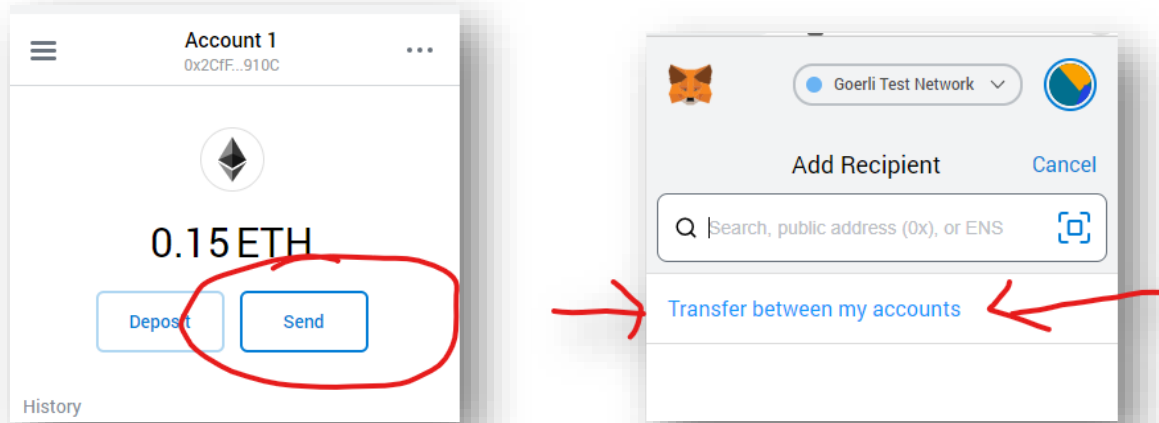 Account 1
0x2CfF...910C
0.15 ETH
Deposit
Send
History
Goerli Test Network
Add Recipient
Cancel
Search, public address (0x), or ENS
Transfer between my accounts